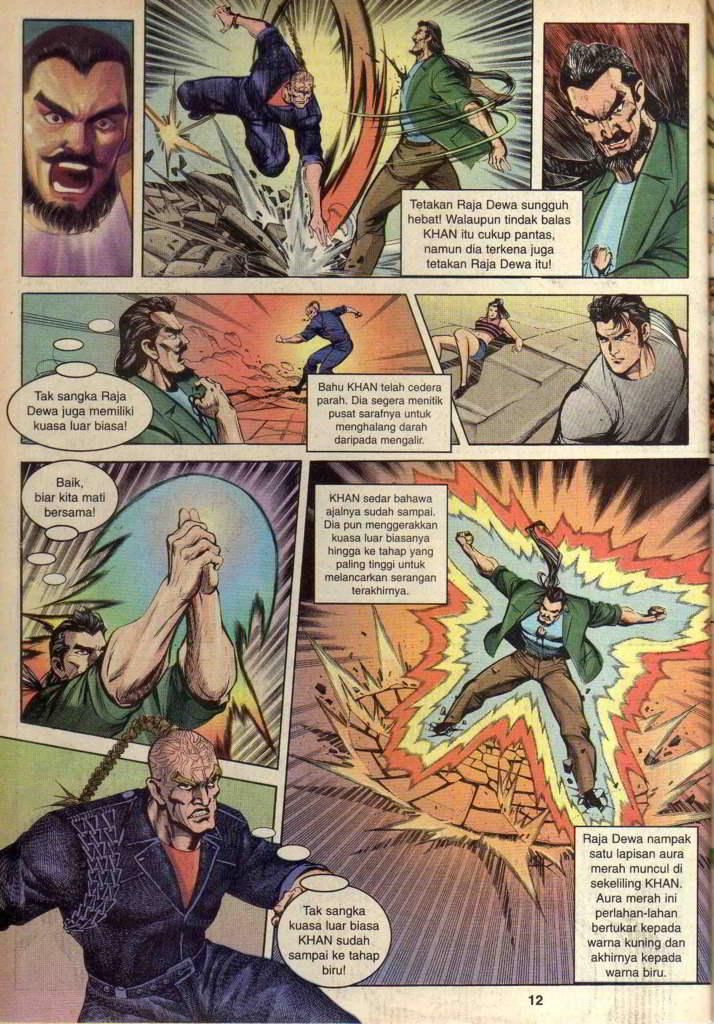 Tetakan Raja Dewa sungguh
hebat! Walaupun tindak balas
KHAN itu cukup pantas,
namun dia terkena juga
tetakan Raja Dewa itu!
Tak sangka Raja
Dewa juga memiliki
kuasa luar biasa!
Bahu KHAN telah cedera
parah. Dia segera menitik
pusat sarafnya untuk
menghalang darah
daripada mengalir.
Baik,
biar kita mati
bersama!
KHAN sedar bahawa
ajalnya sudah sampai.
Dia pun menggerakkan
kuasa luar biasanya
hingga ke tahap yang
paling tinggi untuk
melancarkan serangan
terakhirnya.
Tak sangka
kuasa luar biasa
KHAN sudah
sampai ke tahap
biru!
Raja Dewa nampak
satu lapisan aura
merah muncul di
sekeliling KHAN.
Aura merah ini
perlahan-lahan
bertukar kepada
warna kuning dan
akhirnya kepada
warna biru.
12